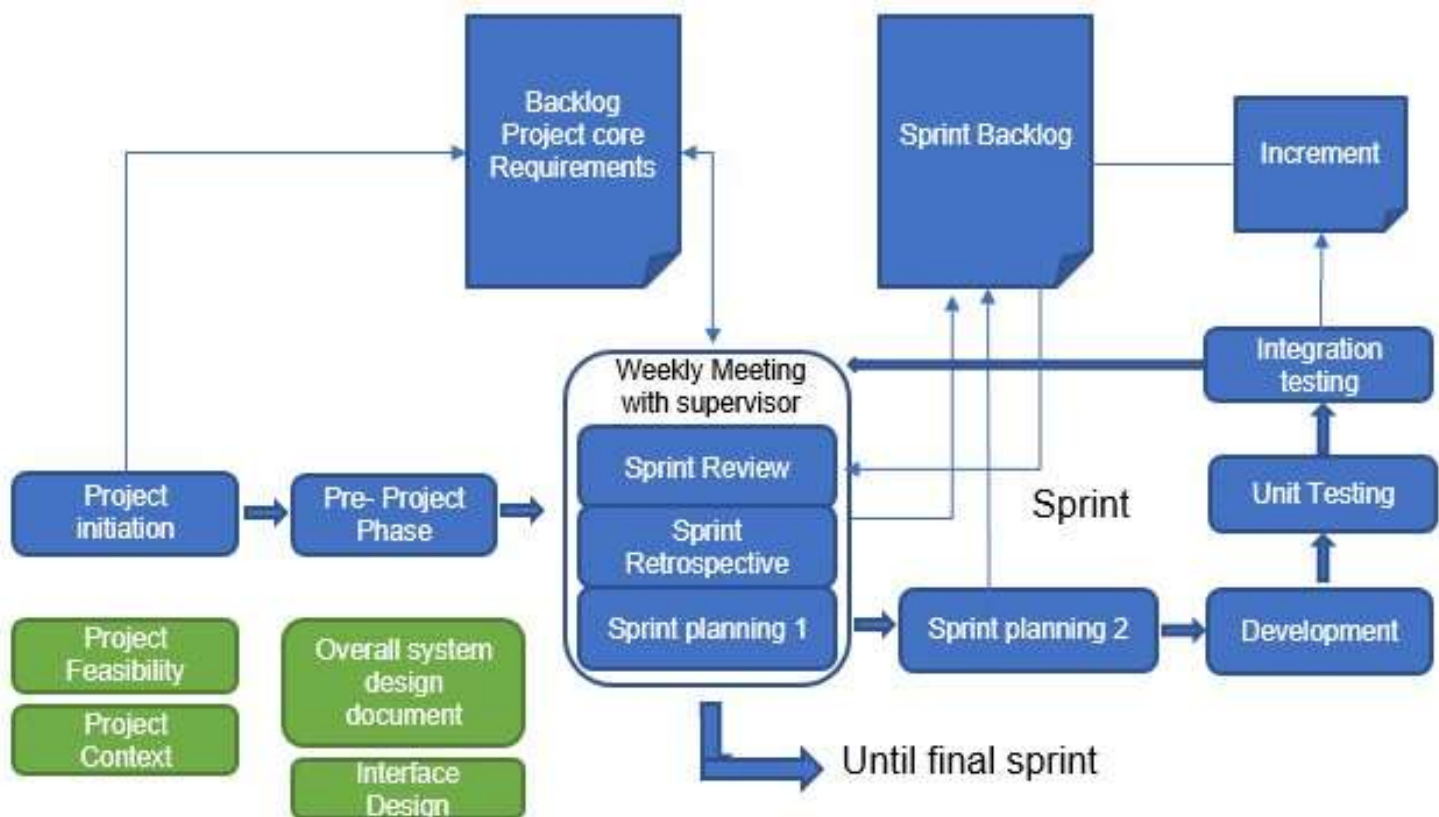 Backlog
Project core
Requirements
Sprint Backlog
Increment
Weekly Meeting
with supervisor
Sprint Review
Sprint
Retrospective
Sprint planning 1
Project
initiation
Pre- Project
Phase
Sprint
Integration
testing
Unit Testing
Sprint planning 2
Development
Project
Feasibility
Project
Context
Overall system
design
document
Interface
Design
Until final sprint